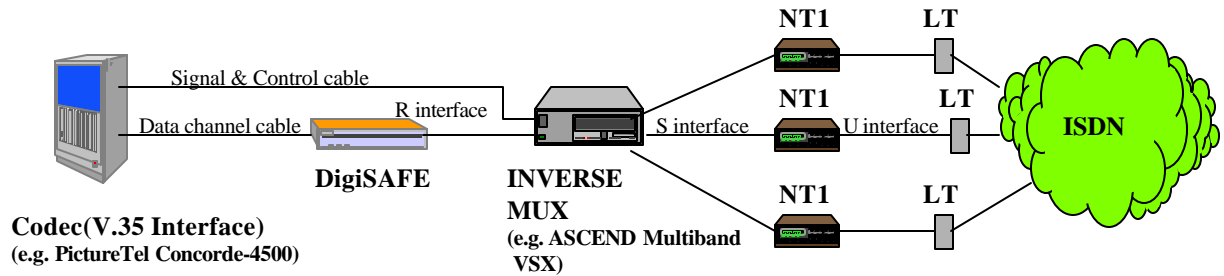 NT1 LT
Signal & Control cable
R interface
NT1 LT
Data channel cable
S interface U interface
ISDN
DigiSAFE INVERSE
MUX
(e.g. ASCEND Multiband
VSX)
NT1 LT
Codec(V.35 Interface)
(e.g. PictureTel Concorde-4500)